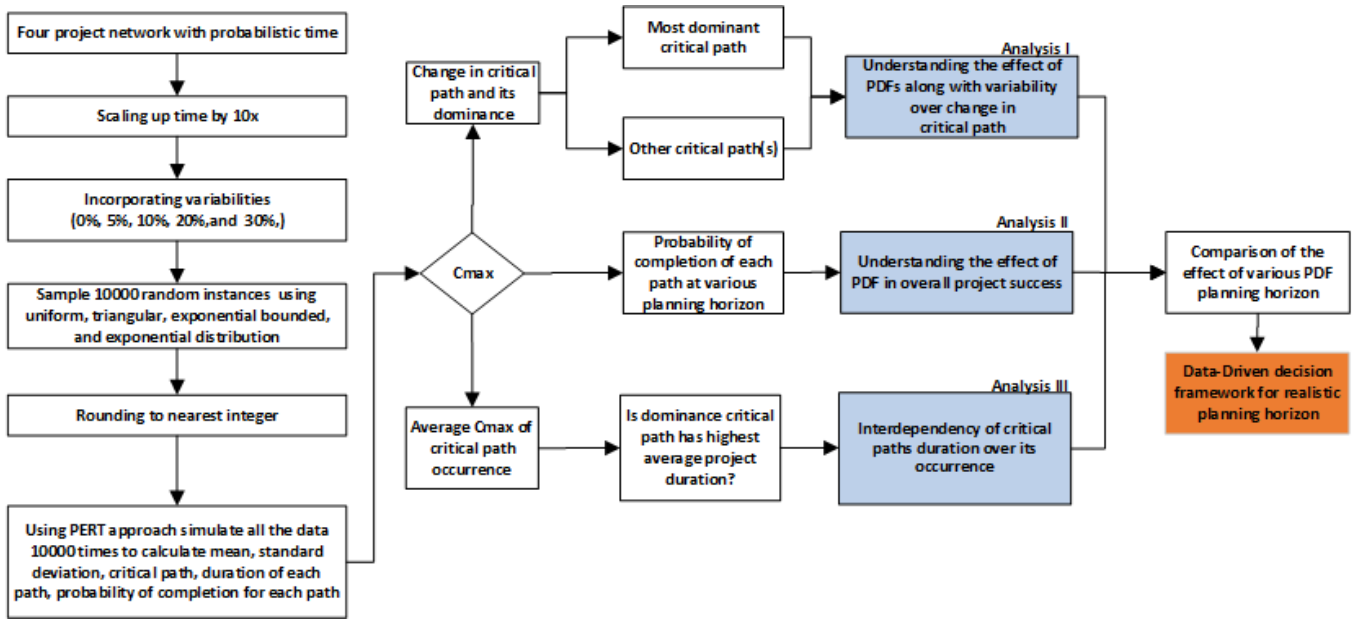 Four project network with probabilistic time
Scaling up time by 10x
Incorporating variabilities
(0%, 5%, 10%, 20%,and 30%,)
Sample 10000 random instances using
uniform, triangular, exponential bounded,
and exponential distribution
Rounding to nearest integer
Using PERT approach simulate all the data
10000 times to calculate mean, standard
deviation, critical path, duration of each
path, probability of completion for each path
Cmax
Change in critical
path and its
dominance
Most dominant
critical path
Other critical path(s)
Analysis I
Understanding the effect of
PDFs along with variability
over change in
critical path
Probability of
completion of each
path at various
planning horizon
Analysis II
Understanding the effect of
PDF in overall project success
Average Cmax of
critical path
occurrence
Is dominance critical
path has highest
average project
duration?
Analysis III
Interdependency of critical
paths duration over its
occurrence
Comparison of the
effect of various PDF
planning horizon
Data-Driven decision
framework for realistic
planning horizon